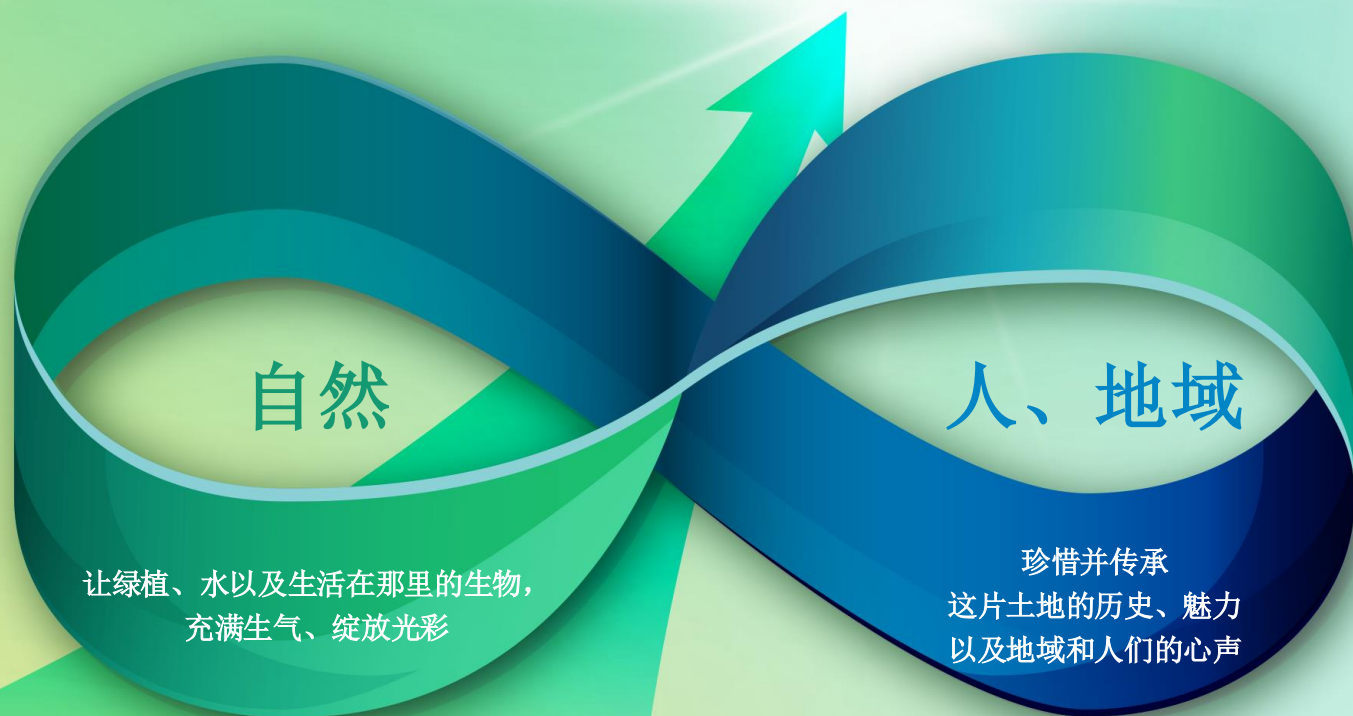 自然
让绿植、水以及生活在那里的生物，
充满生气、绽放光彩
人、地域
珍惜并传承
这片土地的历史、魅力
以及地域和人们的心声